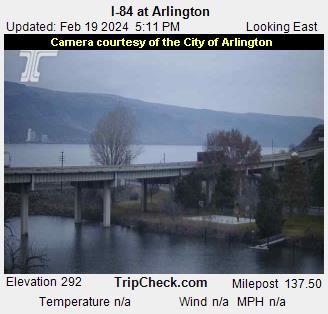 I-84 at Arlington
Updated: Feb 19 2024 5:11 PM Looking East
Camera courtesy of the City of Arlington
Elevation 292 TripCheck.com Milepost 137.50
Temperature n/a Wind n/a MPH n/a